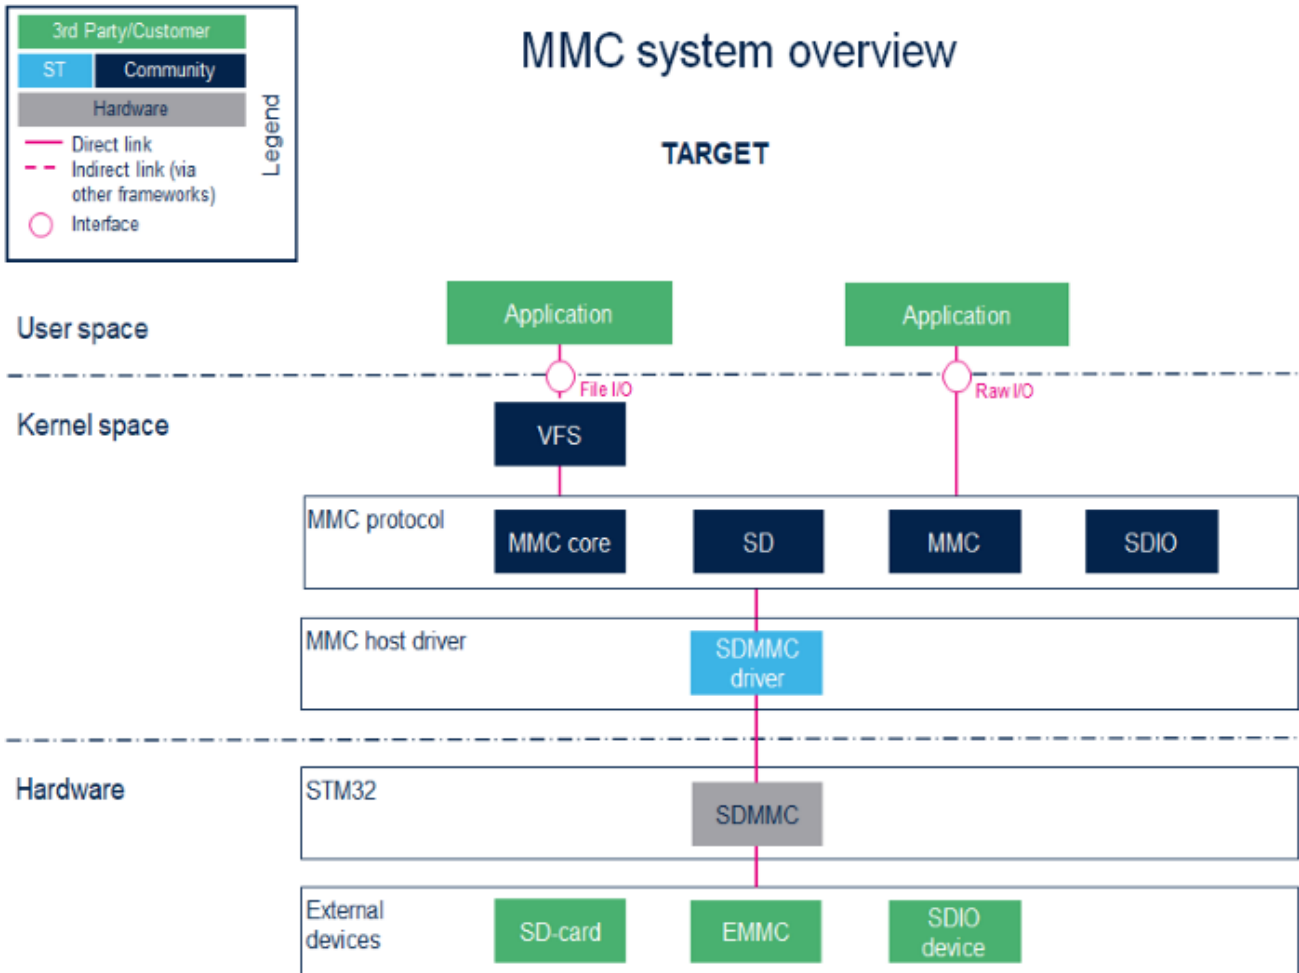 3rd Party/Customer
ST
Community
Hardware
Direct link
Indirect link (via
other frameworks)
Interface
Legend
MMC system overview
TARGET
User space
Application
Application
File I/O
Raw I/O
Kernel space
VFS
MMC protocol
MMC core
SD
MMC
SDIO
MMC host driver
SDMMC
driver
Hardware
STM32
SDMMC
External
devices
SD-card
EMMC
SDIO
device